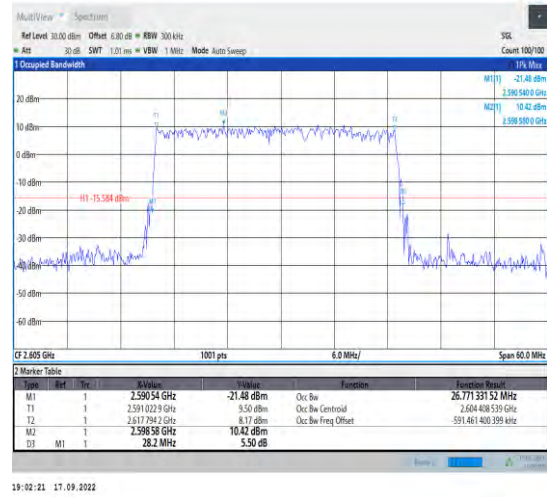 MultiView Spectrum
Ref Level 30.00 dBm Offset 6.80 dB RBW 300 kHz SGL
Att 30 dB SWT 1.01 ms VBW 1 MHz Mode Auto Sweep Count 100/100
1 Occupied Bandwidth 1Pk Max
M1[1] -21.48 dBm
2.590 540 0 GHz
M2[1] 10.42 dBm
2.598 580 0 GHz
20 dBm
10 dBm
0 dBm
-10 dBm
-20 dBm
-30 dBm
-40 dBm
-50 dBm
-60 dBm
T1
M2
T2
H1 -15.584 dBm
M1
CF 2.605 GHz 1001 pts 6.0 MHz/ Span 60.0 MHz
2 Marker Table
Type Ref Trc X-Value Y-Value Function Function Result
M1 1 2.590 54 GHz -21.48 dBm Occ Bw 26.771 331 52 MHz
T1 1 2.591 022 9 GHz 9.50 dBm Occ Bw Centroid 2.604 408 539 GHz
T2 1 2.617 794 2 GHz 8.17 dBm Occ Bw Freq Offset -591.461 400 399 kHz
M2 1 2.598 58 GHz 10.42 dBm
D3 M1 1 28.2 MHz 5.50 dB
19:02:21 17.09.2022